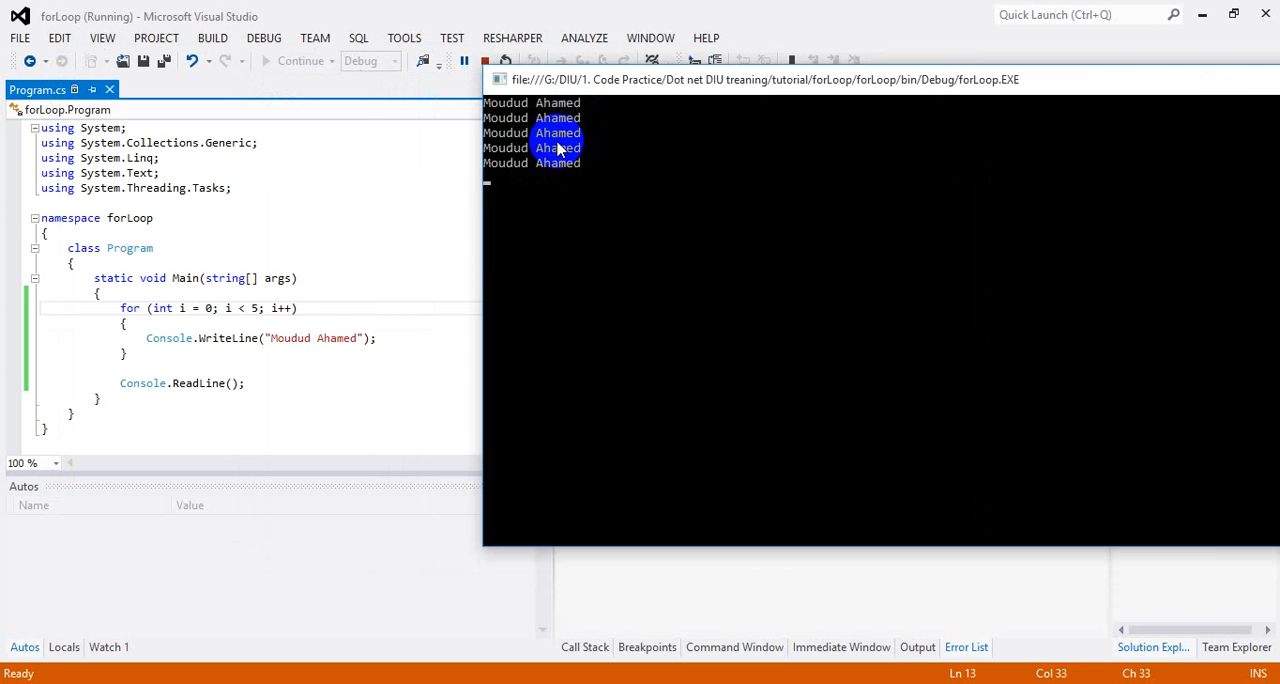 forLoop (Running) - Microsoft Visual Studio
Quick Launch (Ctrl+Q)
FILE EDIT VIEW PROJECT BUILD DEBUG TEAM SQL TOOLS TEST RESHARPER ANALYZE WINDOW HELP
Continue Debug
Program.cs
forLoop.Program
using System;
using System.Collections.Generic;
using System.Linq;
using System.Text;
using System.Threading.Tasks;
namespace forLoop
{
class Program
{
static void Main(string[] args)
{
for (int i = 0; i < 5; i++)
{
Console.WriteLine("Moudud Ahamed");
}
Console.ReadLine();
}
}
}
100 %
Autos
Name Value
file:///G:/DIU/1. Code Practice/Dot net DIU treaning/tutorial/forLoop/forLoop/bin/Debug/forLoop.EXE
Moudud Ahamed
Moudud Ahamed
Moudud Ahamed
Moudud Ahamed
Moudud Ahamed
Autos Locals Watch 1
Call Stack Breakpoints Command Window Immediate Window Output Error List
Solution Expl... Team Explorer
Ready
Ln 13 Col 33 Ch 33 INS